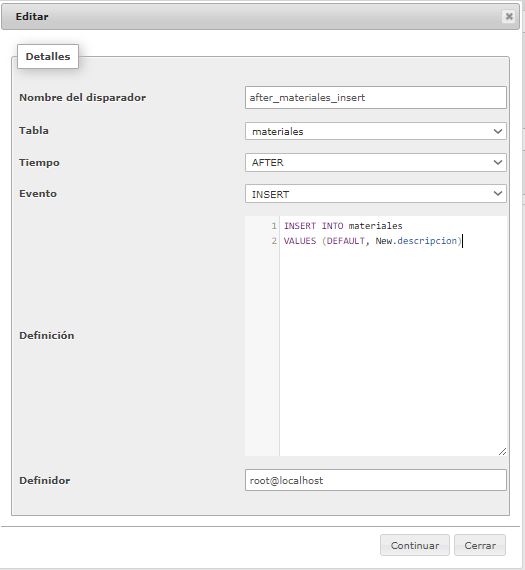 Editar
Detalles
Nombre del disparador
after_materiales_insert
Tabla
materiales
Tiempo
AFTER
Evento
INSERT
Definición
1 INSERT INTO materiales
2 VALUES (DEFAULT, New.descripcion)
Definidor
root@localhost
Continuar
Cerrar